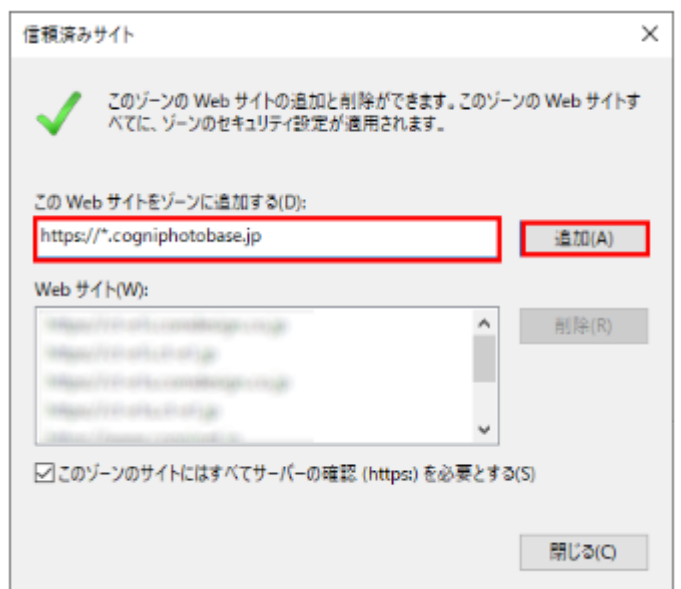 信頼済みサイト
このゾーンの Web サイトの追加と削除ができます。このゾーンの Web サイトす
べてに、ゾーンのセキュリティ設定が適用されます。
この Web サイトをゾーンに追加する(D):
https://*.cogniphotobase.jp
追加(A)
Web サイト(W):
削除(R)
このゾーンのサイトにはすべてサーバーの確認 (https:) を必要とする(S)
閉じる(C)